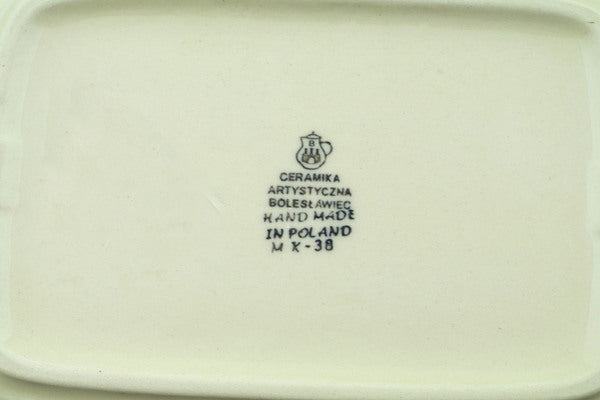 B
CERAMIKA
ARTYSTYCZNA
BOLESŁAWIEC
HAND MADE
IN POLAND
M K-38